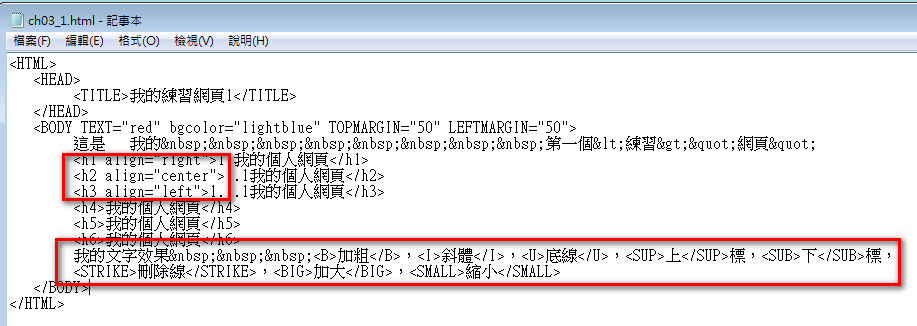 ch03_1.html - 記事本
檔案(F) 編輯(E) 格式(O) 檢視(V) 說明(H)
<HTML>
<HEAD>
<TITLE>我的練習網頁1</TITLE>
</HEAD>
<BODY TEXT="red" bgcolor="lightblue" TOPMARGIN="50" LEFTMARGIN="50">
這是 我的&nbsp;&nbsp;&nbsp;&nbsp;&nbsp;&nbsp;&nbsp;第一個&lt;練習&gt;&quot;網頁&quot;
<h1 align="right">1.我的個人網頁</h1>
<h2 align="center">1.1我的個人網頁</h2>
<h3 align="left">1.1.1我的個人網頁</h3>
<h4>我的個人網頁</h4>
<h5>我的個人網頁</h5>
<h6>我的個人網頁</h6>
我的文字效果&nbsp;&nbsp;&nbsp;<B>加粗</B>，<I>斜體</I>，<U>底線</U>，<SUP>上</SUP>標，<SUB>下</SUB>標，
<STRIKE>刪除線</STRIKE>，<BIG>加大</BIG>，<SMALL>縮小</SMALL>
</BODY>
</HTML>